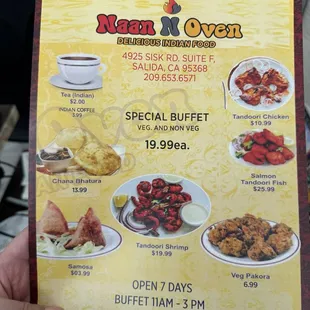 Naan N Oven
DELICIOUS INDIAN FOOD
4925 SISK RD, SUITE F,
SALIDA, CA 95368
209.653.6571
Tea (Indian)
$2.00
INDIAN COFFEE
3.99
SPECIAL BUFFET
VEG. AND NON VEG
19.99ea.
Tandoori Chicken
$19.99
Chana Bhatura
13.99
Salmon
Tandoori Fish
$25.99
Tandoori Shrimp
$19.99
Samosa
$03.99
Veg Pakora
6.99
OPEN 7 DAYS
BUFFET 11AM - 3 PM